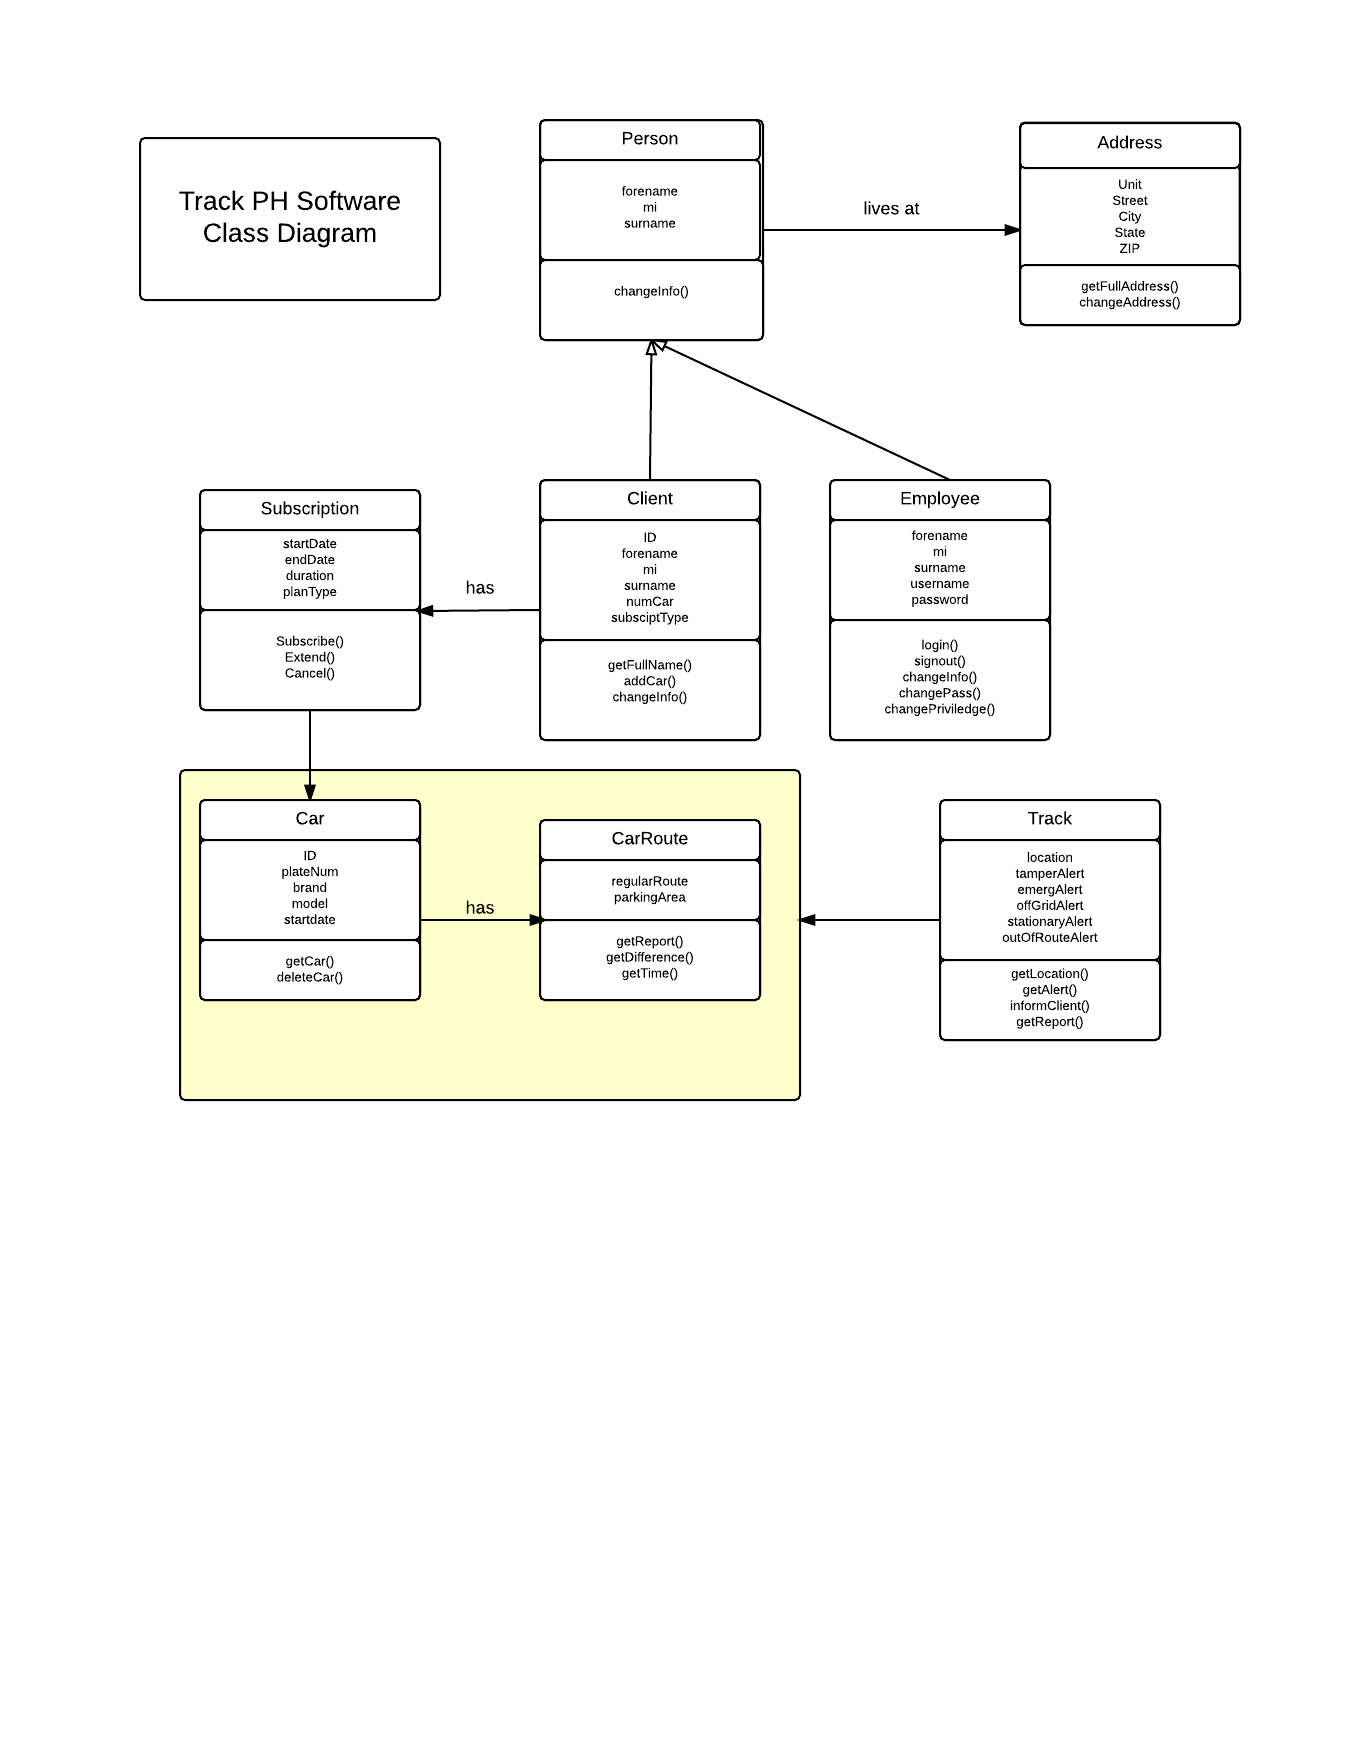 Track PH Software
Class Diagram
Person
forename
mi
surname
changeInfo()
lives at
Address
Unit
Street
City
State
ZIP
getFullAddress()
changeAddress()
Subscription
startDate
endDate
duration
planType
Subscribe()
Extend()
Cancel()
has
Client
ID
forename
mi
surname
numCar
subsciptType
getFullName()
addCar()
changeInfo()
Employee
forename
mi
surname
username
password
login()
signout()
changeInfo()
changePass()
changePriviledge()
Car
ID
plateNum
brand
model
startdate
getCar()
deleteCar()
has
CarRoute
regularRoute
parkingArea
getReport()
getDifference()
getTime()
Track
location
tamperAlert
emergAlert
offGridAlert
stationaryAlert
outOfRouteAlert
getLocation()
getAlert()
informClient()
getReport()